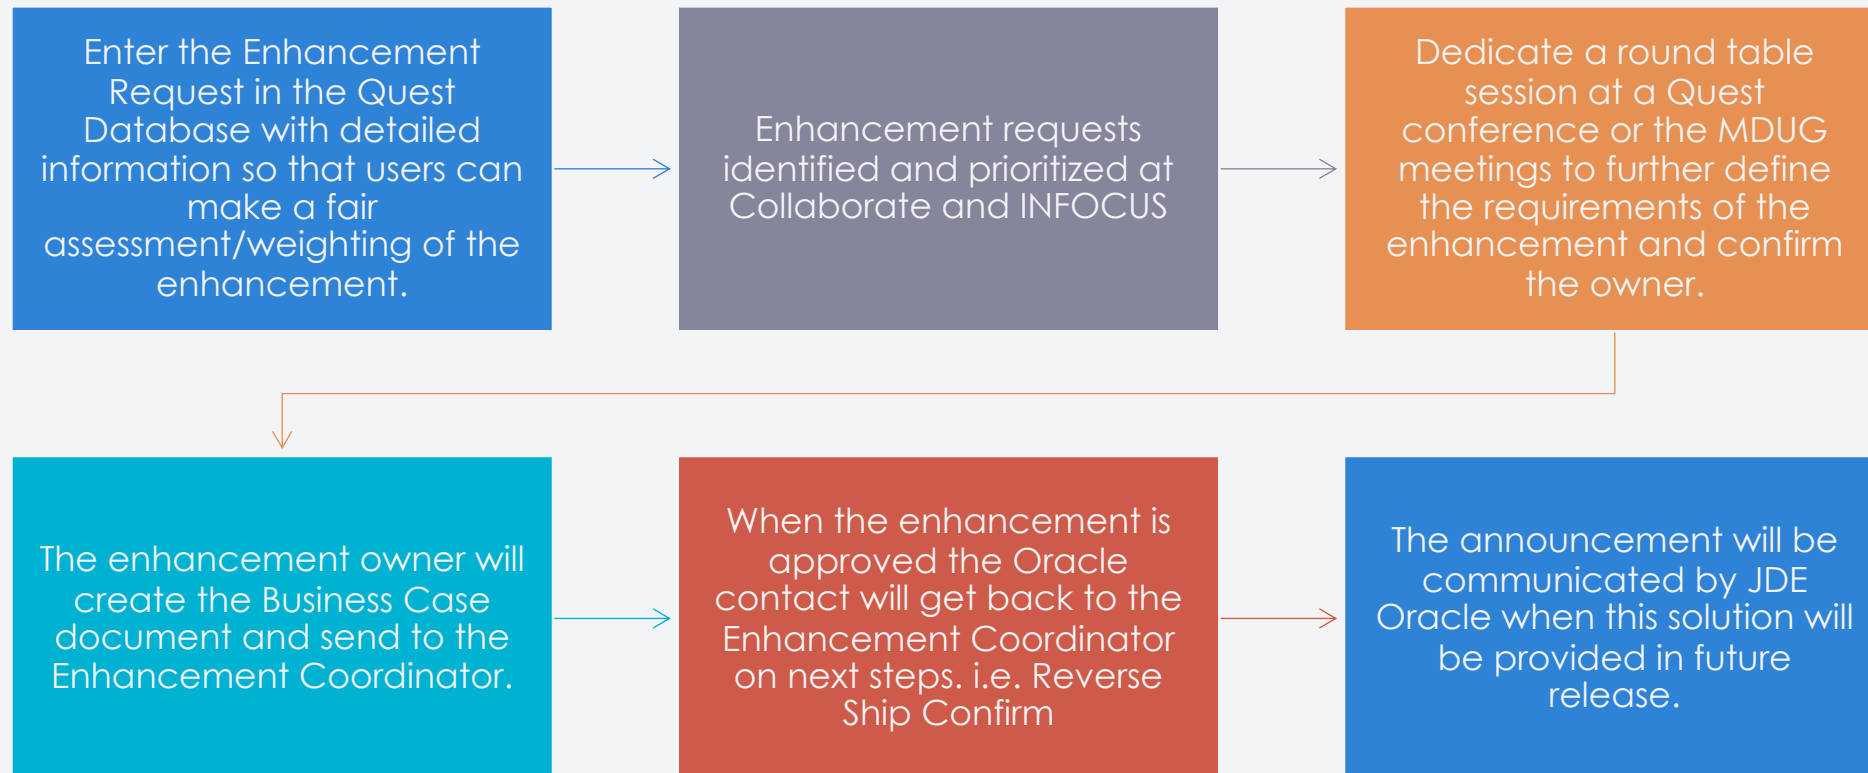 Enter the Enhancement
Request in the Quest
Database with detailed
information so that users can
make a fair
assessment/weighting of the
enhancement.
Enhancement requests
identified and prioritized at
Collaborate and INFOCUS
Dedicate a round table
session at a Quest
conference or the MDUG
meetings to further define
the requirements of the
enhancement and confirm
the owner.
The enhancement owner will
create the Business Case
document and send to the
Enhancement Coordinator.
When the enhancement is
approved the Oracle
contact will get back to the
Enhancement Coordinator
on next steps. i.e. Reverse
Ship Confirm
The announcement will be
communicated by JDE
Oracle when this solution will
be provided in future
release.